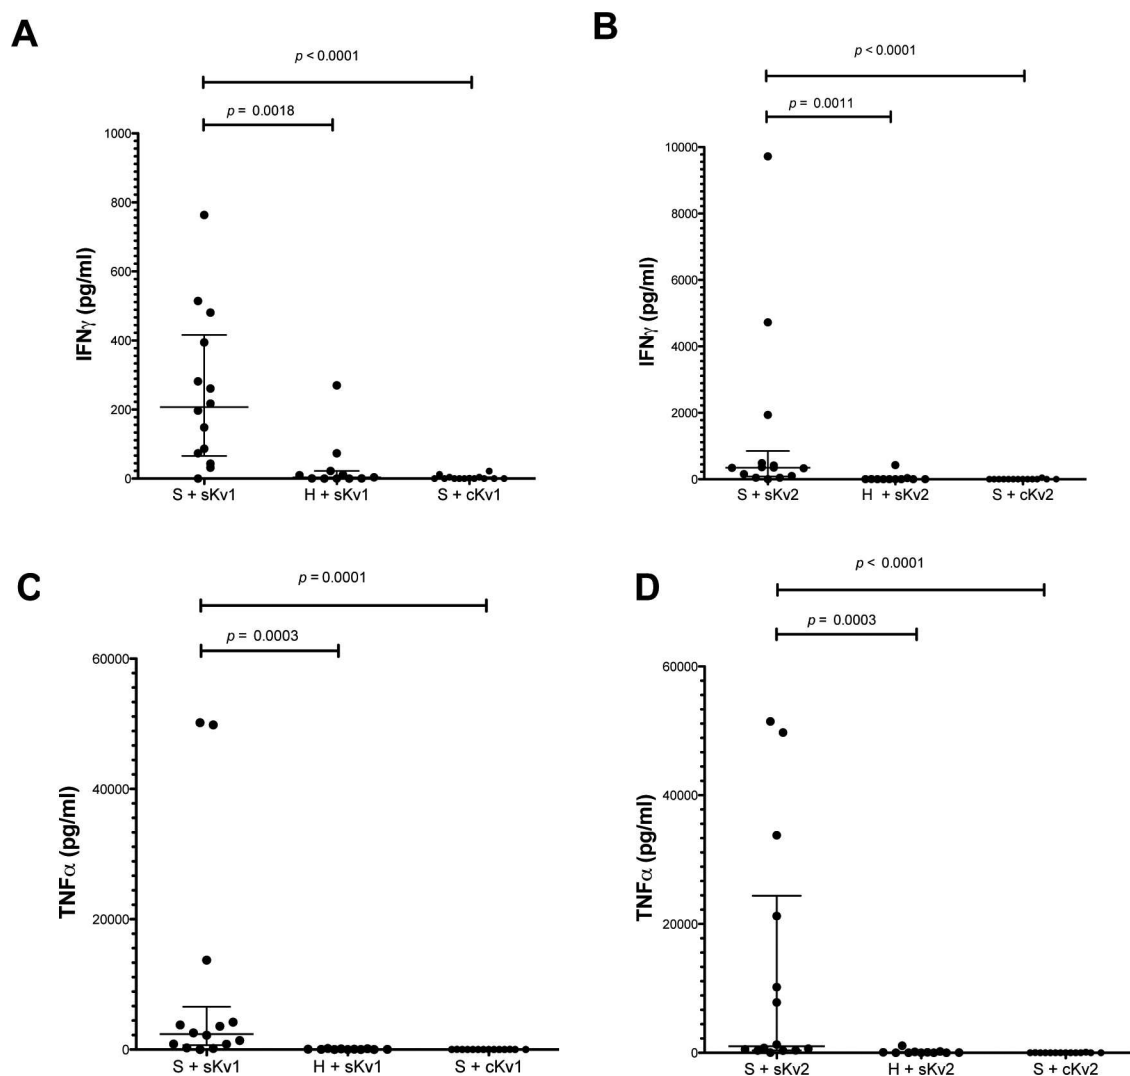 A
p < 0.0001
p = 0.0018
1000
800
600
400
200
0
IFNγ (pg/ml)
S + sKv1
H + sKv1
S + cKv1
B
p < 0.0001
p = 0.0011
10000
8000
6000
4000
2000
0
IFNγ (pg/ml)
S + sKv2
H + sKv2
S + cKv2
C
p = 0.0001
p = 0.0003
60000
40000
20000
0
TNFα (pg/ml)
S + sKv1
H + sKv1
S + cKv1
D
p < 0.0001
p = 0.0003
60000
40000
20000
0
TNFα (pg/ml)
S + sKv2
H + sKv2
S + cKv2